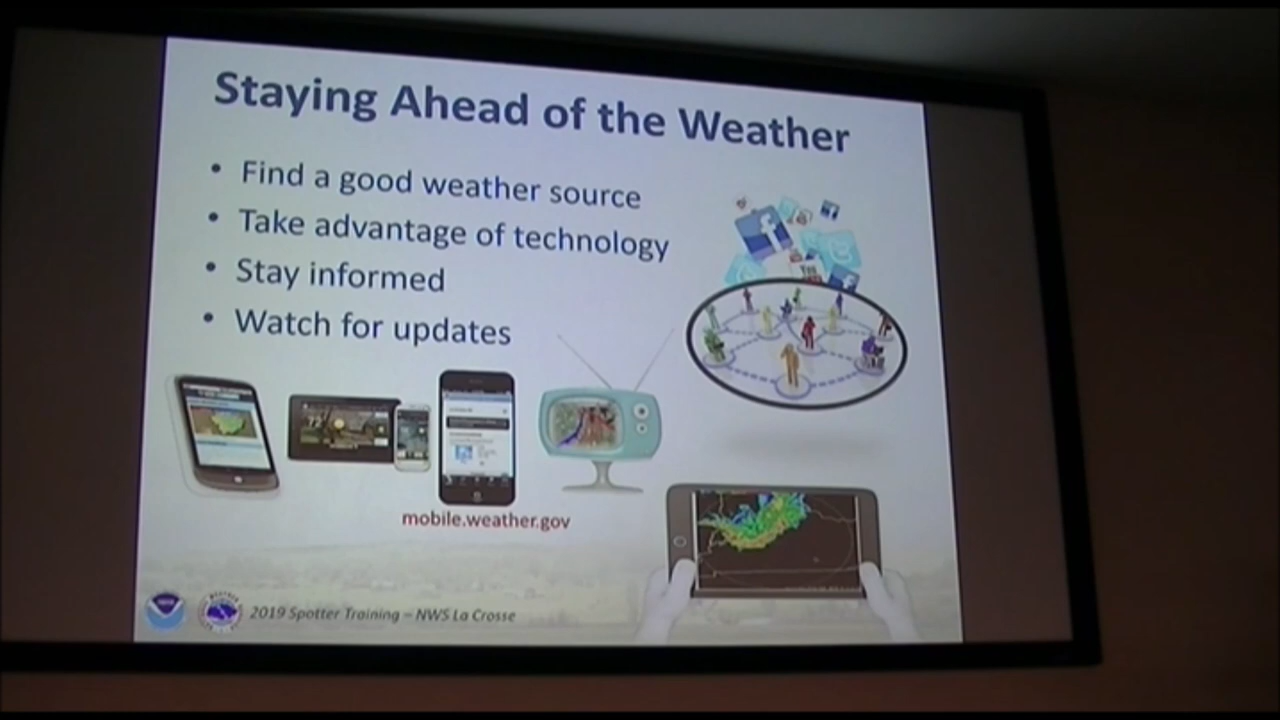 Staying Ahead of the Weather
• Find a good weather source
• Take advantage of technology
• Stay informed
• Watch for updates
mobile.weather.gov
2019 Spotter Training – NWS La Crosse